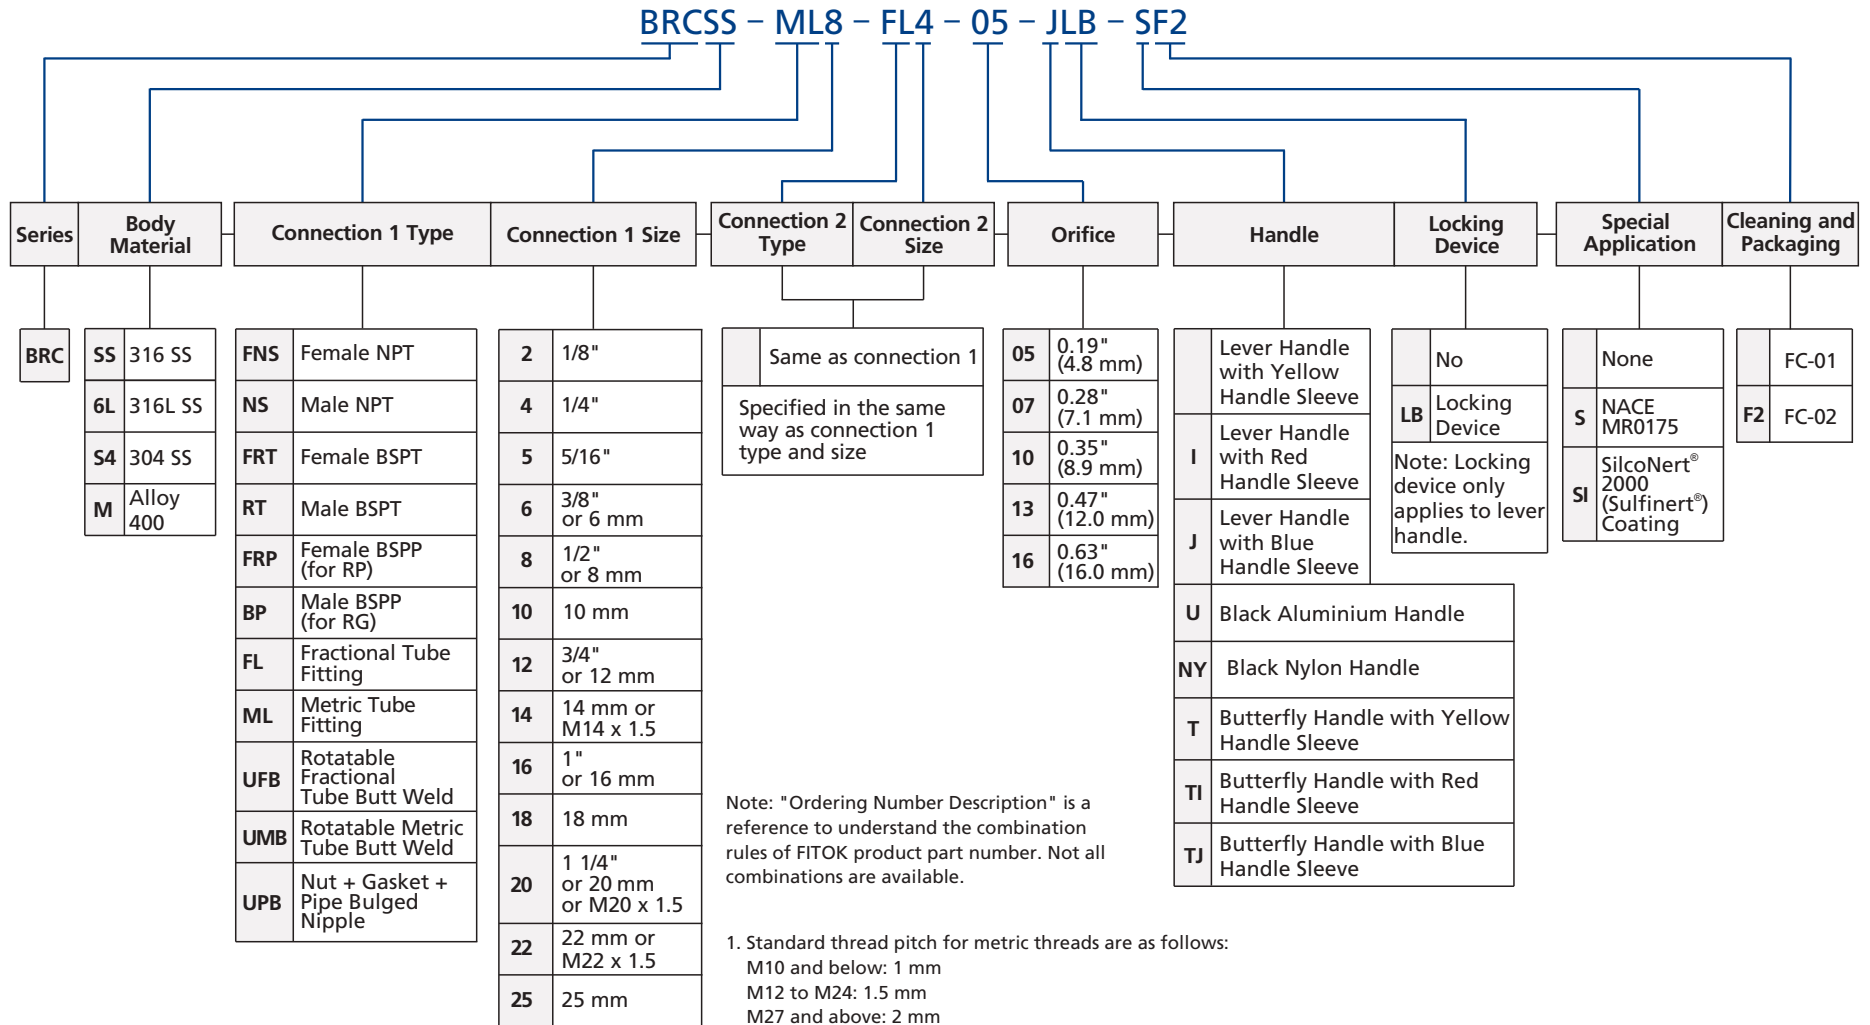 BRCSS – ML8 – FL4 – 05 – JLB – SF2
Series
Body
Material
Connection 1 Type
Connection 1 Size
Connection 2
Type
Connection 2
Size
Orifice
Handle
Locking
Device
Special
Application
Cleaning and
Packaging
BRC
SS 316 SS
6L 316L SS
S4 304 SS
M Alloy
400
FNS Female NPT
NS Male NPT
FRT Female BSPT
RT Male BSPT
FRP Female BSPP
(for RP)
BP Male BSPP
(for RG)
FL Fractional Tube
Fitting
ML Metric Tube
Fitting
UFB Rotatable
Fractional
Tube Butt Weld
UMB Rotatable Metric
Tube Butt Weld
UPB Nut + Gasket +
Pipe Bulged
Nipple
2 1/8"
4 1/4"
5 5/16"
6 3/8"
or 6 mm
8 1/2"
or 8 mm
10 10 mm
12 3/4"
or 12 mm
14 14 mm or
M14 x 1.5
16 1"
or 16 mm
18 18 mm
20 1 1/4"
or 20 mm
or M20 x 1.5
22 22 mm or
M22 x 1.5
25 25 mm
Same as connection 1
Specified in the same
way as connection 1
type and size
05 0.19"
(4.8 mm)
07 0.28"
(7.1 mm)
10 0.35"
(8.9 mm)
13 0.47"
(12.0 mm)
16 0.63"
(16.0 mm)
Lever Handle
with Yellow
Handle Sleeve
I Lever Handle
with Red
Handle Sleeve
J Lever Handle
with Blue
Handle Sleeve
U Black Aluminium Handle
NY Black Nylon Handle
T Butterfly Handle with Yellow
Handle Sleeve
TI Butterfly Handle with Red
Handle Sleeve
TJ Butterfly Handle with Blue
Handle Sleeve
No
LB Locking
Device
Note: Locking
device only
applies to lever
handle.
None
S NACE
MR0175
SI SilcoNert®
2000
(Sulfinert®)
Coating
FC-01
F2 FC-02
Note: "Ordering Number Description" is a
reference to understand the combination
rules of FITOK product part number. Not all
combinations are available.
1. Standard thread pitch for metric threads are as follows:
M10 and below: 1 mm
M12 to M24: 1.5 mm
M27 and above: 2 mm